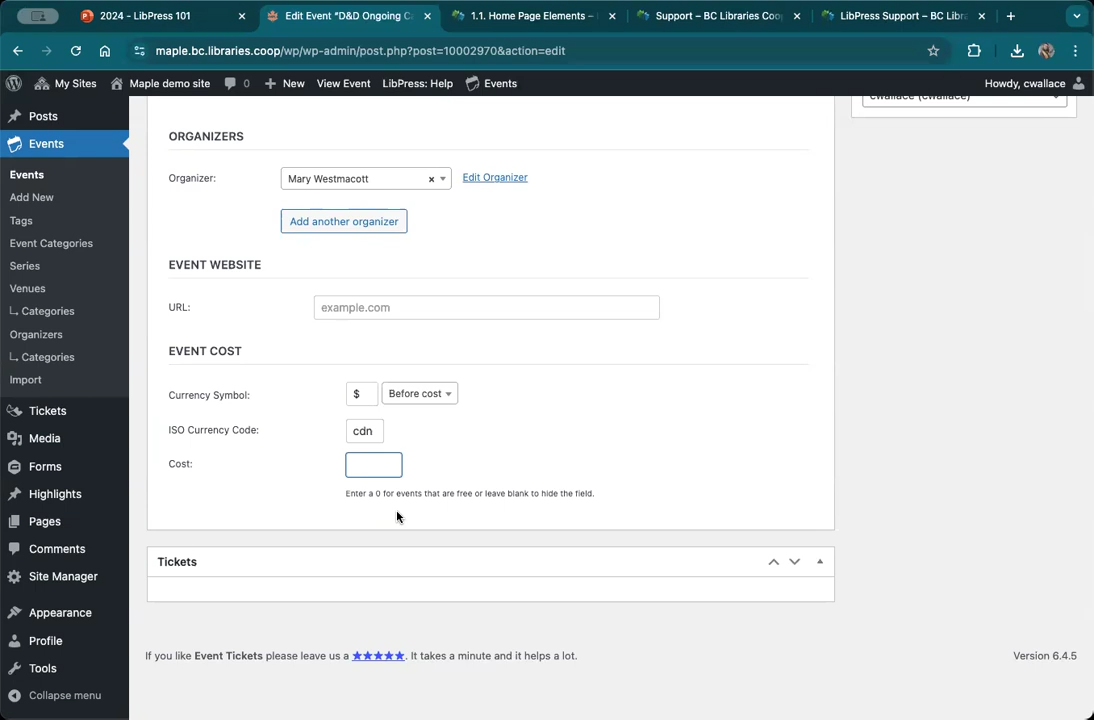 2024 - LibPress 101
Edit Event "D&D Ongoing C
1.1. Home Page Elements –
Support – BC Libraries Coo
LibPress Support – BC Libra
maple.bc.libraries.coop/wp/wp-admin/post.php?post=10002970&action=edit
My Sites
Maple demo site
0
New
View Event
LibPress: Help
Events
Howdy, cwallace
Posts
Events
Events
Add New
Tags
Event Categories
Series
Venues
Categories
Organizers
Categories
Import
Tickets
Media
Forms
Highlights
Pages
Comments
Site Manager
Appearance
Profile
Tools
Collapse menu
cwallace (cwallace)
ORGANIZERS
Organizer:
Mary Westmacott
Edit Organizer
Add another organizer
EVENT WEBSITE
URL:
example.com
EVENT COST
Currency Symbol:
$
Before cost
ISO Currency Code:
cdn
Cost:
Enter a 0 for events that are free or leave blank to hide the field.
Tickets
If you like Event Tickets please leave us a ★★★★★. It takes a minute and it helps a lot.
Version 6.4.5